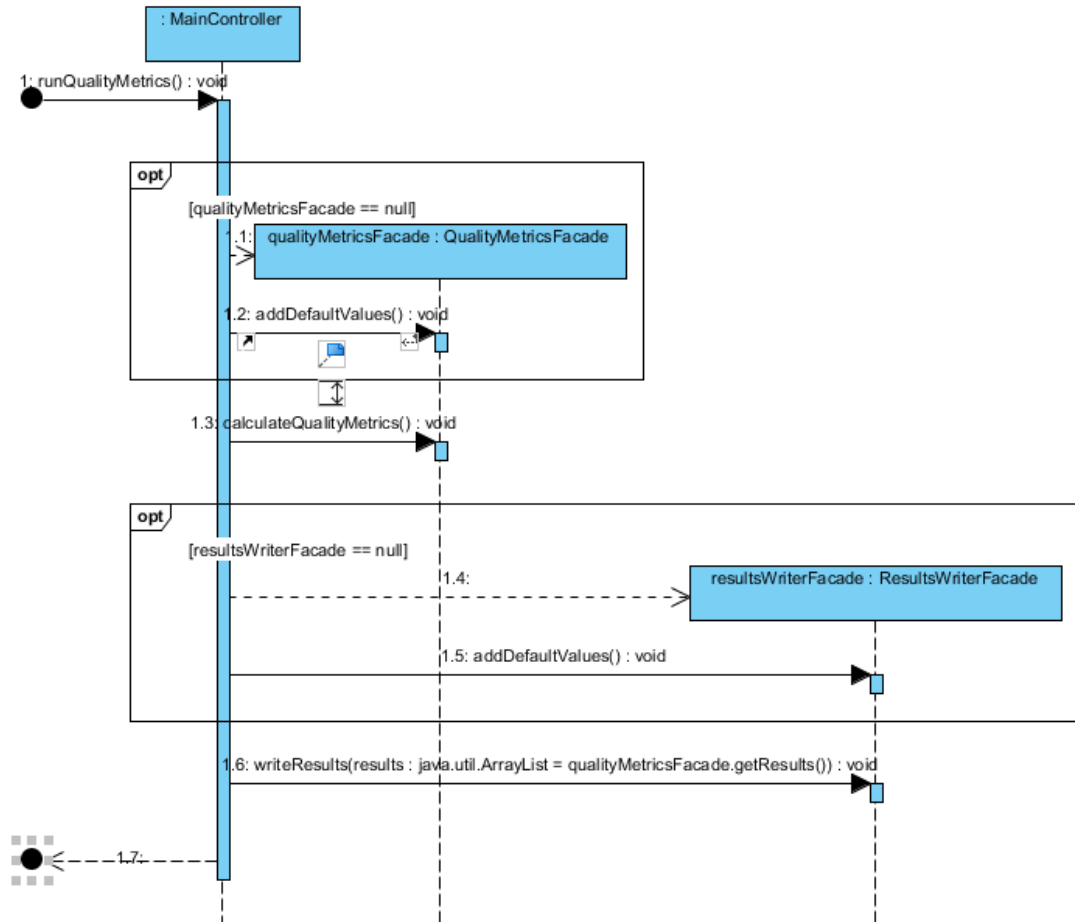 : MainController
1: runQualityMetrics() : void
opt
[qualityMetricsFacade == null]
1.1:
qualityMetricsFacade : QualityMetricsFacade
1.2: addDefaultValues() : void
1.3: calculateQualityMetrics() : void
opt
[resultsWriterFacade == null]
1.4:
resultsWriterFacade : ResultsWriterFacade
1.5: addDefaultValues() : void
1.6: writeResults(results : java.util.ArrayList = qualityMetricsFacade.getResults()) : void
1.7: